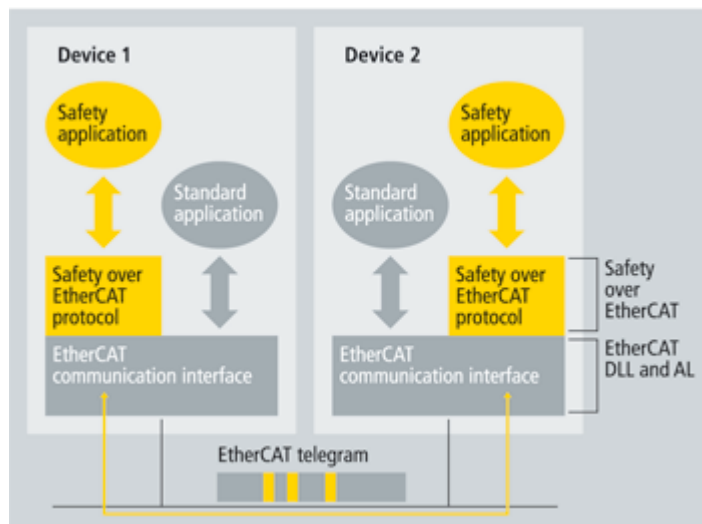 Device 1
Safety
application
Standard
application
Safety over
EtherCAT
protocol
EtherCAT
communication interface
Device 2
Safety
application
Standard
application
Safety over
EtherCAT
protocol
EtherCAT
communication interface
Safety
over
EtherCAT
EtherCAT
DLL and AL
EtherCAT telegram